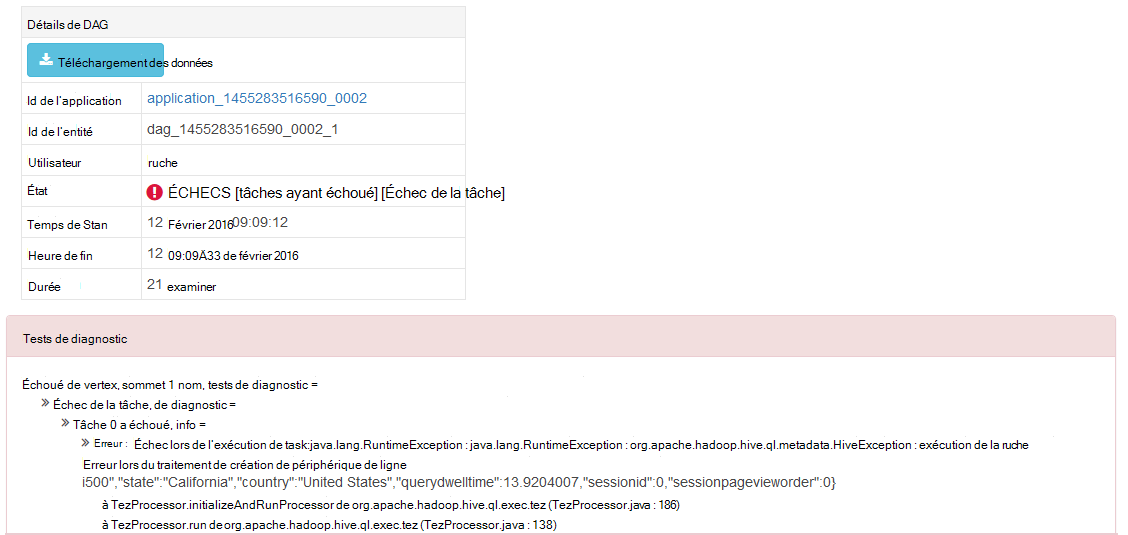 Détails de DAG
Téléchargement des données
Id de l'application application_1455283516590_0002
Id de l'entité dag_1455283516590_0002_1
Utilisateur ruche
État ÉCHECS [tâches ayant échoué] [Échec de la tâche]
Temps de Stan 12 Février 2016 09:09:12
Heure de fin 12 09:09Ä33 de février 2016
Durée 21 examiner
Tests de diagnostic
Échoué de vertex, sommet 1 nom, tests de diagnostic =
Échec de la tâche, de diagnostic =
Tâche 0 a échoué, info =
Erreur : Échec lors de l'exécution de task:java.lang.RuntimeException : java.lang.RuntimeException : org.apache.hadoop.hive.ql.metadata.HiveException : exécution de la ruche
Erreur lors du traitement de création de périphérique de ligne
i500","state":"California","country":"United States","querydwelltime":13.9204007,"sessionid":0,"sessionpagevieworder":0}
à TezProcessor.initializeAndRunProcessor de org.apache.hadoop.hive.ql.exec.tez (TezProcessor.java : 186)
à TezProcessor.run de org.apache.hadoop.hive.ql.exec.tez (TezProcessor.java : 138)